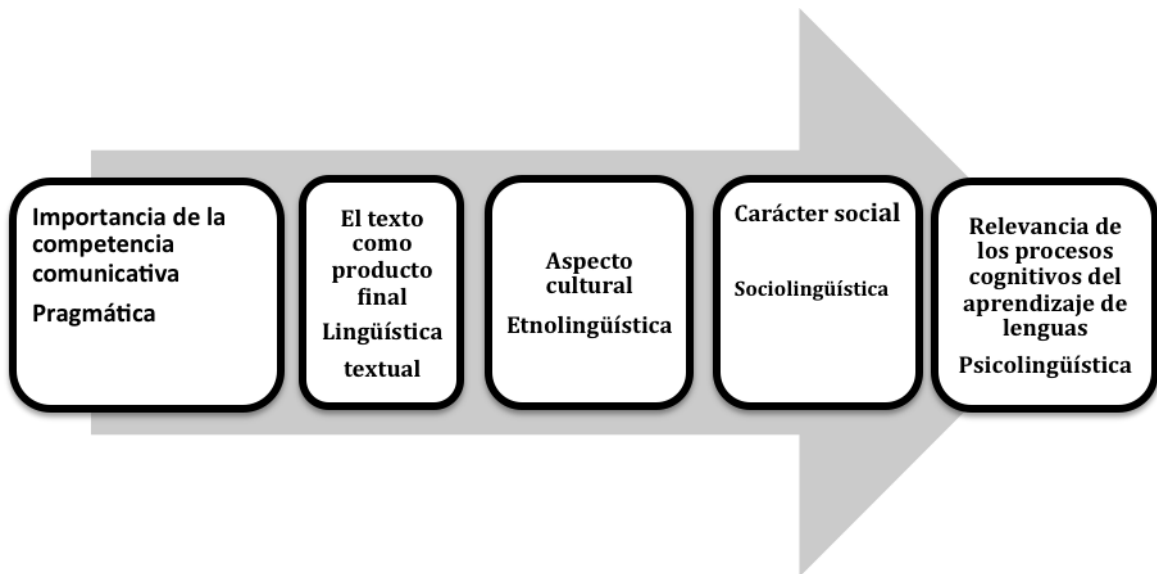 Importancia de la
competencia
comunicativa
Pragmática
El texto
como
producto
final
Lingüística
textual
Aspecto
cultural
Etnolingüística
Carácter social
Sociolingüística
Relevancia de
los procesos
cognitivos del
aprendizaje de
lenguas
Psicolingüística